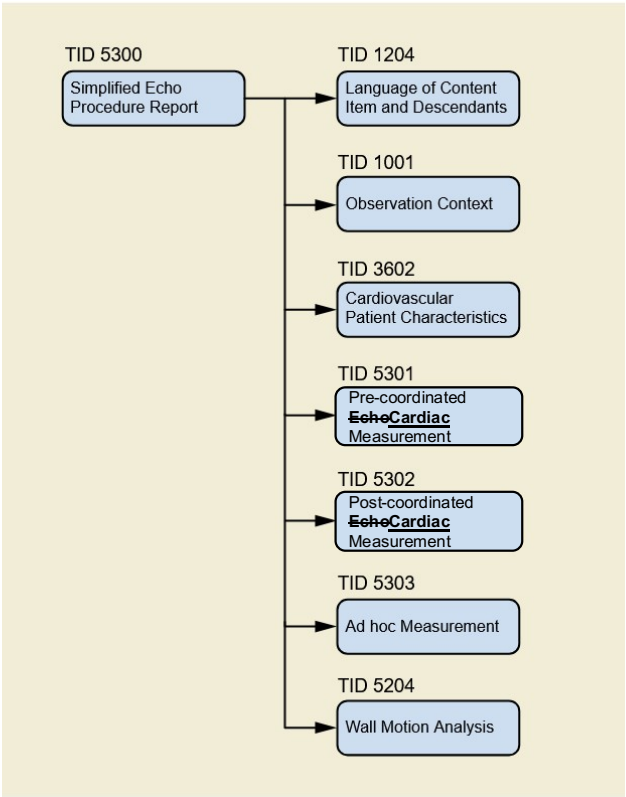 TID 5300
Simplified Echo
Procedure Report
TID 1204
Language of Content
Item and Descendants
TID 1001
Observation Context
TID 3602
Cardiovascular
Patient Characteristics
TID 5301
Pre-coordinated
EchoCardiac
Measurement
TID 5302
Post-coordinated
EchoCardiac
Measurement
TID 5303
Ad hoc Measurement
TID 5204
Wall Motion Analysis